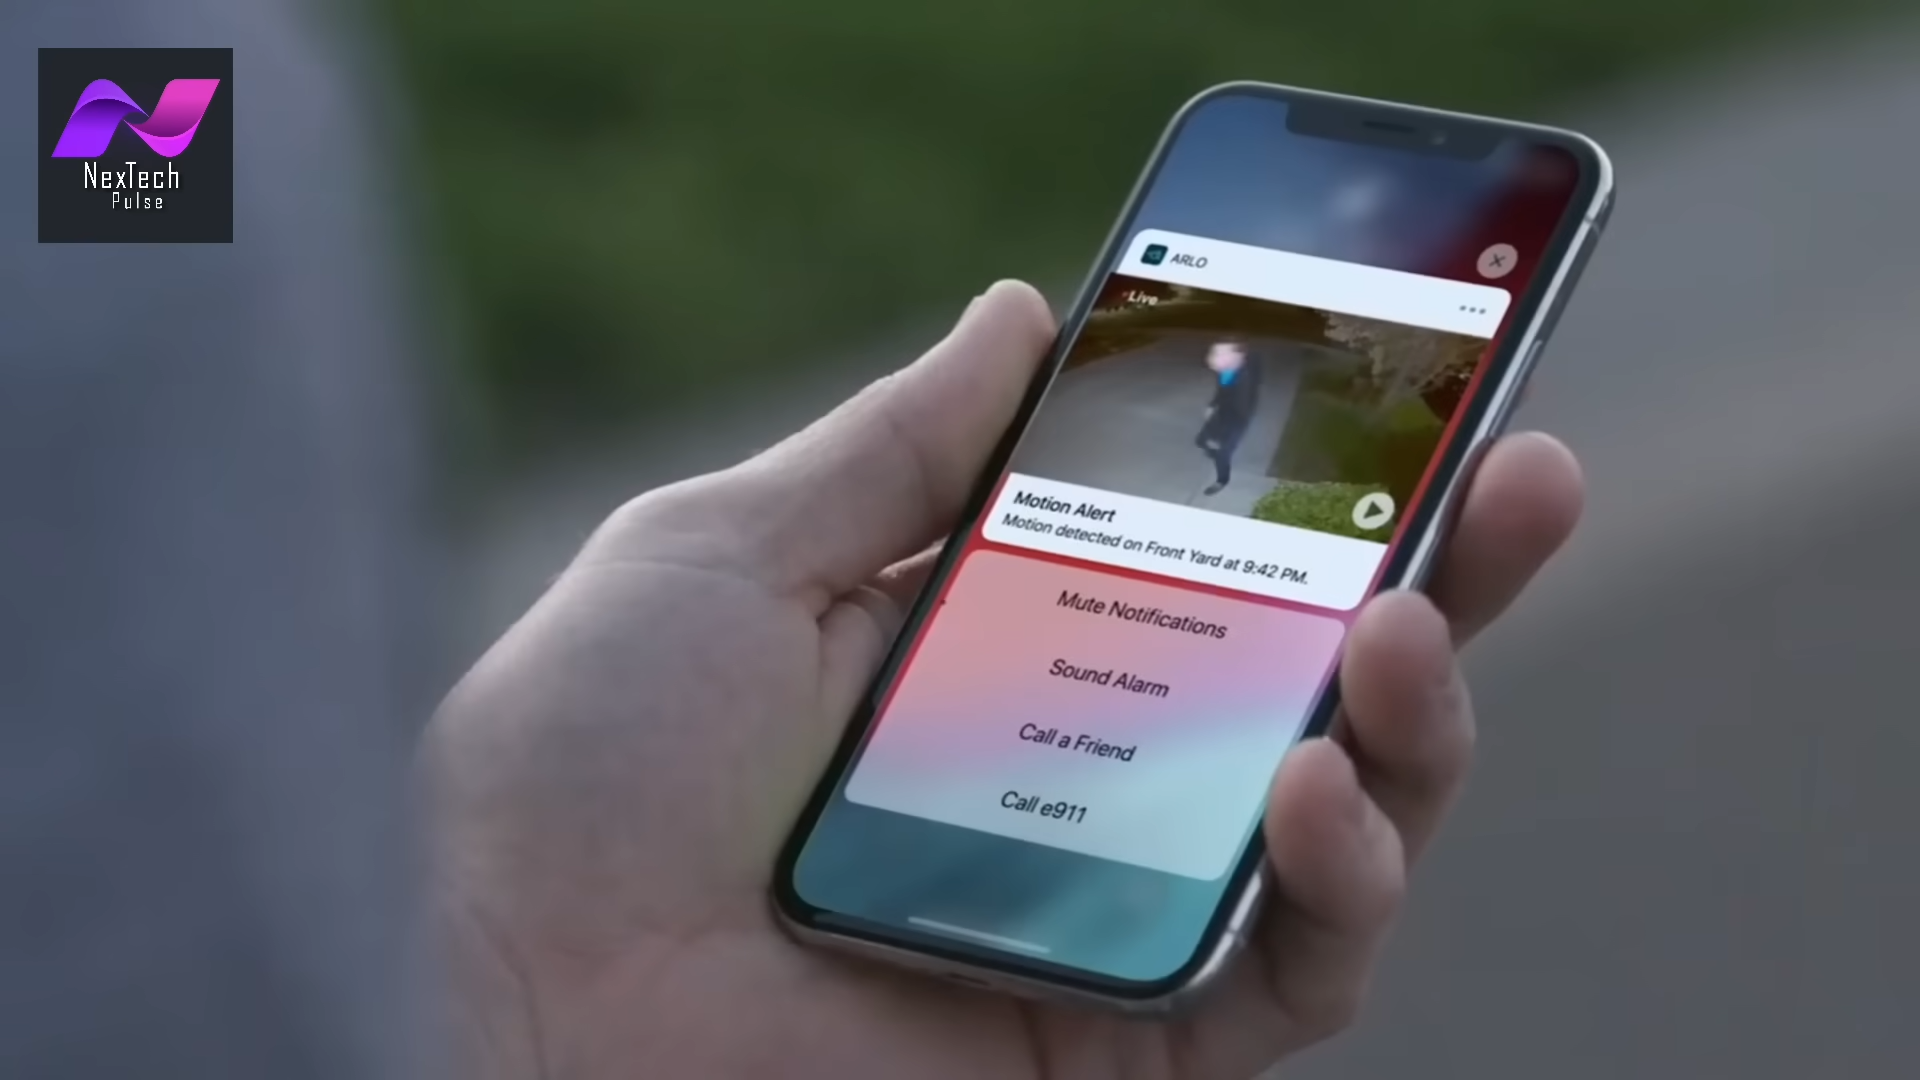 NexTech
Pulse
ARLO
Live
Motion Alert
Motion detected on Front Yard at 9:42 PM.
Mute Notifications
Sound Alarm
Call a Friend
Call e911